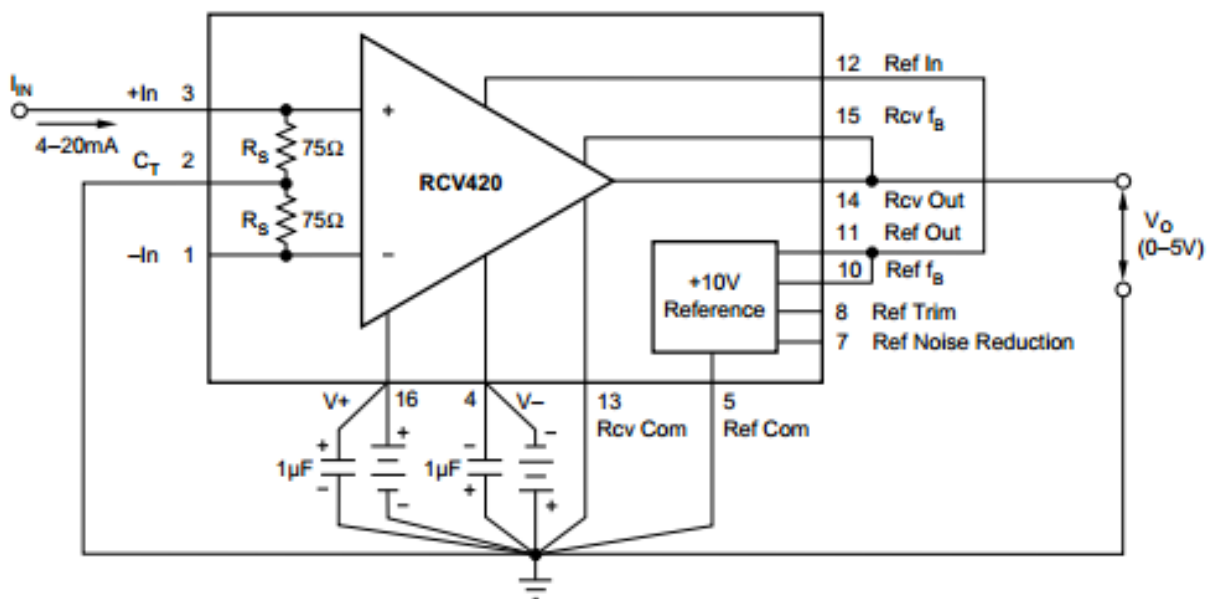 12 Ref In
I_IN
+In 3
+
15 Rcv f_B
4–20mA
R_S 75Ω
C_T 2
RCV420
14 Rcv Out
R_S 75Ω
11 Ref Out
V_O
(0–5V)
–In 1
–
+10V
Reference
10 Ref f_B
8 Ref Trim
7 Ref Noise Reduction
V+ 16 4 V– 13 5
Rcv Com Ref Com
+ + – –
1µF 1µF
– – + +